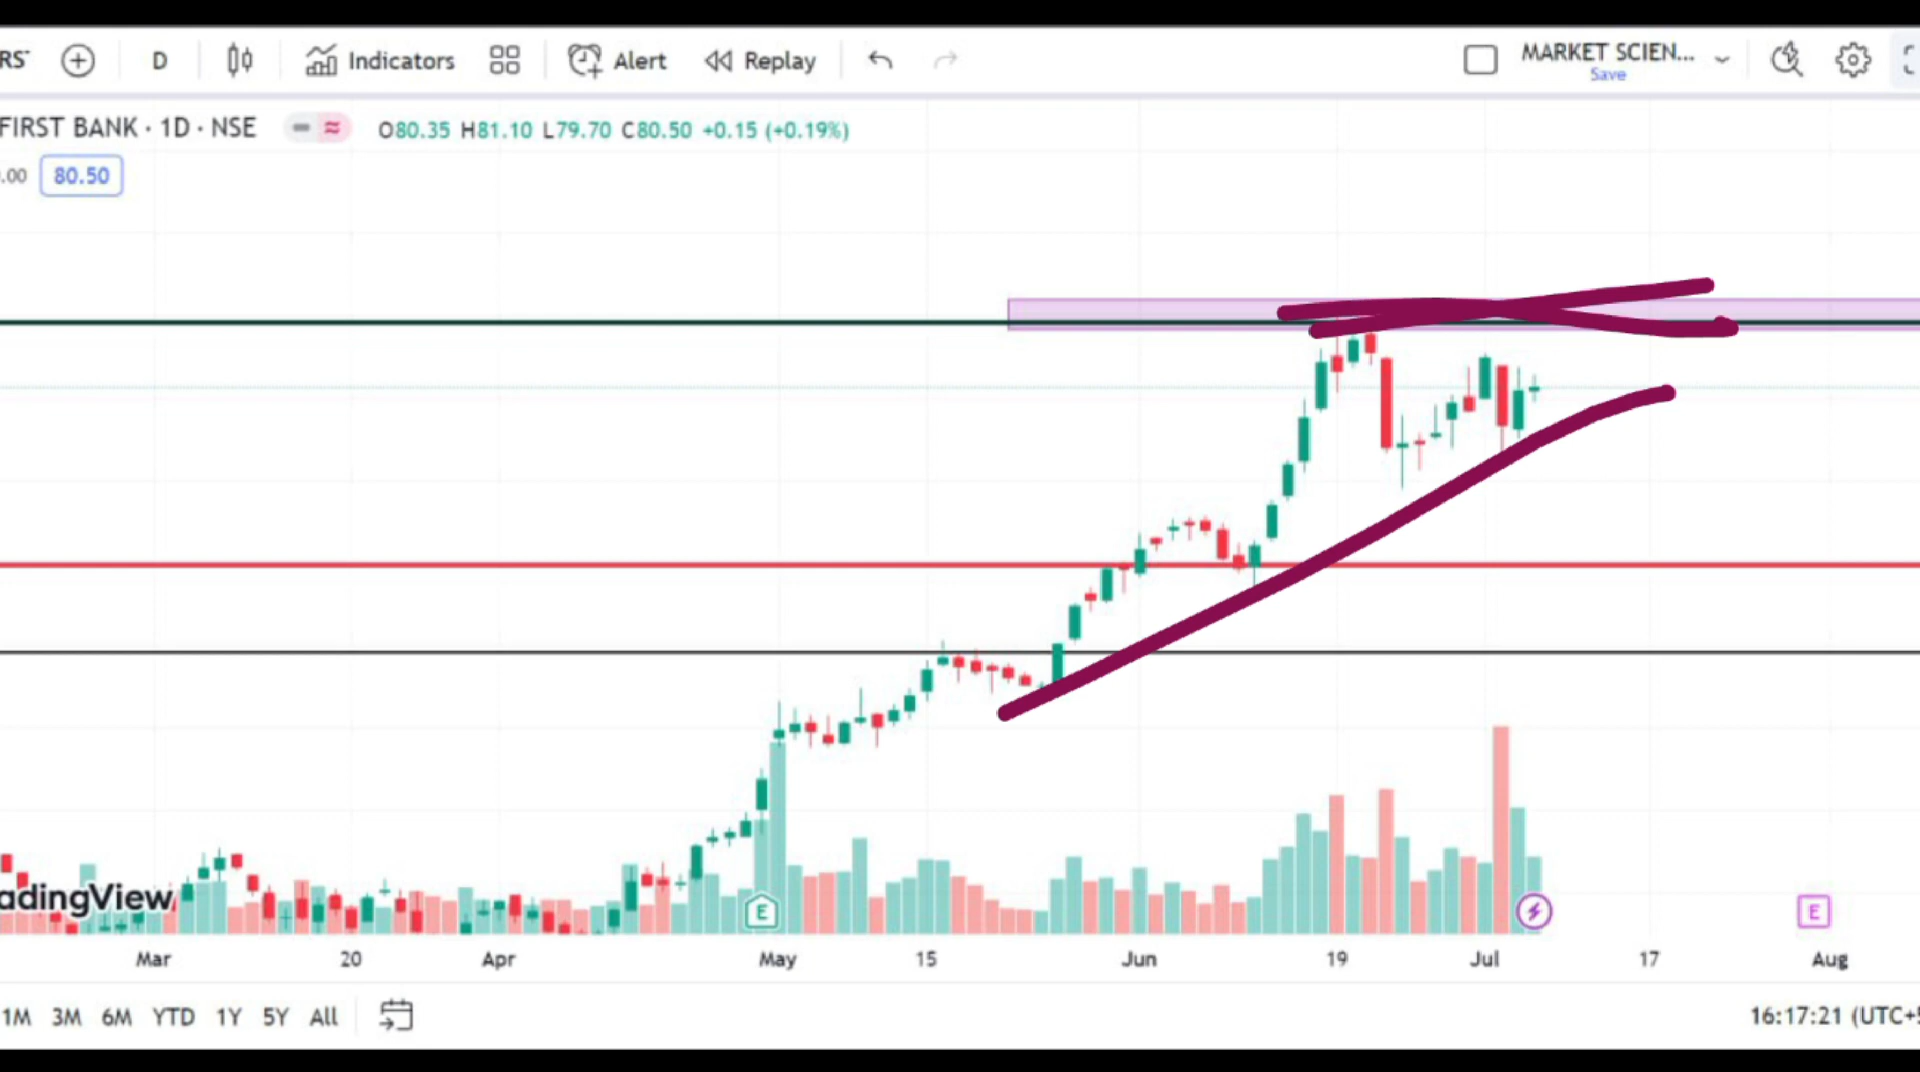 RS
D
Indicators
Alert
Replay
MARKET SCIEN...
Save
FIRST BANK · 1D · NSE
O80.35 H81.10 L79.70 C80.50 +0.15 (+0.19%)
.00
80.50
adingView
E
E
Mar
20
Apr
May
15
Jun
19
Jul
17
Aug
1M 3M 6M YTD 1Y 5Y All
16:17:21 (UTC+5